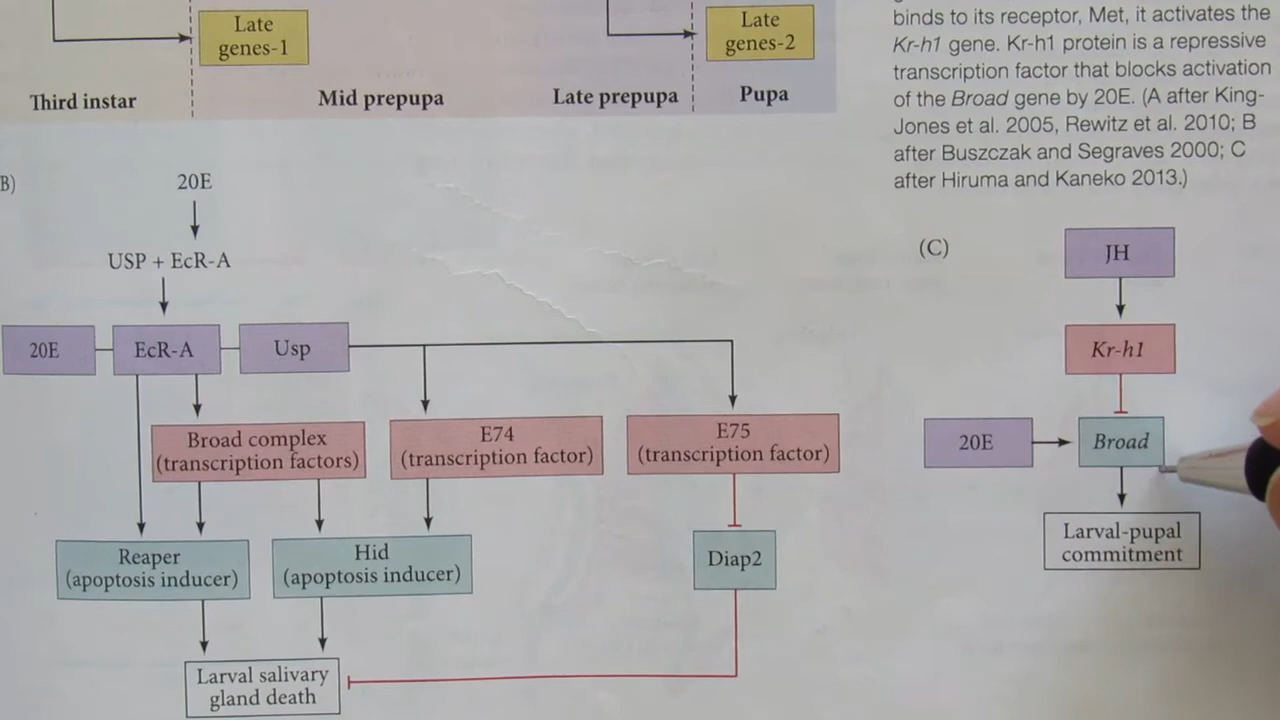 Late
genes-1
Late
genes-2
Third instar
Mid prepupa
Late prepupa
Pupa
binds to its receptor, Met, it activates the
Kr-h1 gene. Kr-h1 protein is a repressive
transcription factor that blocks activation
of the Broad gene by 20E. (A after King-
Jones et al. 2005, Rewitz et al. 2010; B
after Buszczak and Segraves 2000; C
after Hiruma and Kaneko 2013.)
B)
20E
USP + EcR-A
20E
EcR-A
Usp
Broad complex
(transcription factors)
E74
(transcription factor)
E75
(transcription factor)
Reaper
(apoptosis inducer)
Hid
(apoptosis inducer)
Diap2
Larval salivary
gland death
(C)
JH
Kr-h1
20E
Broad
Larval-pupal
commitment